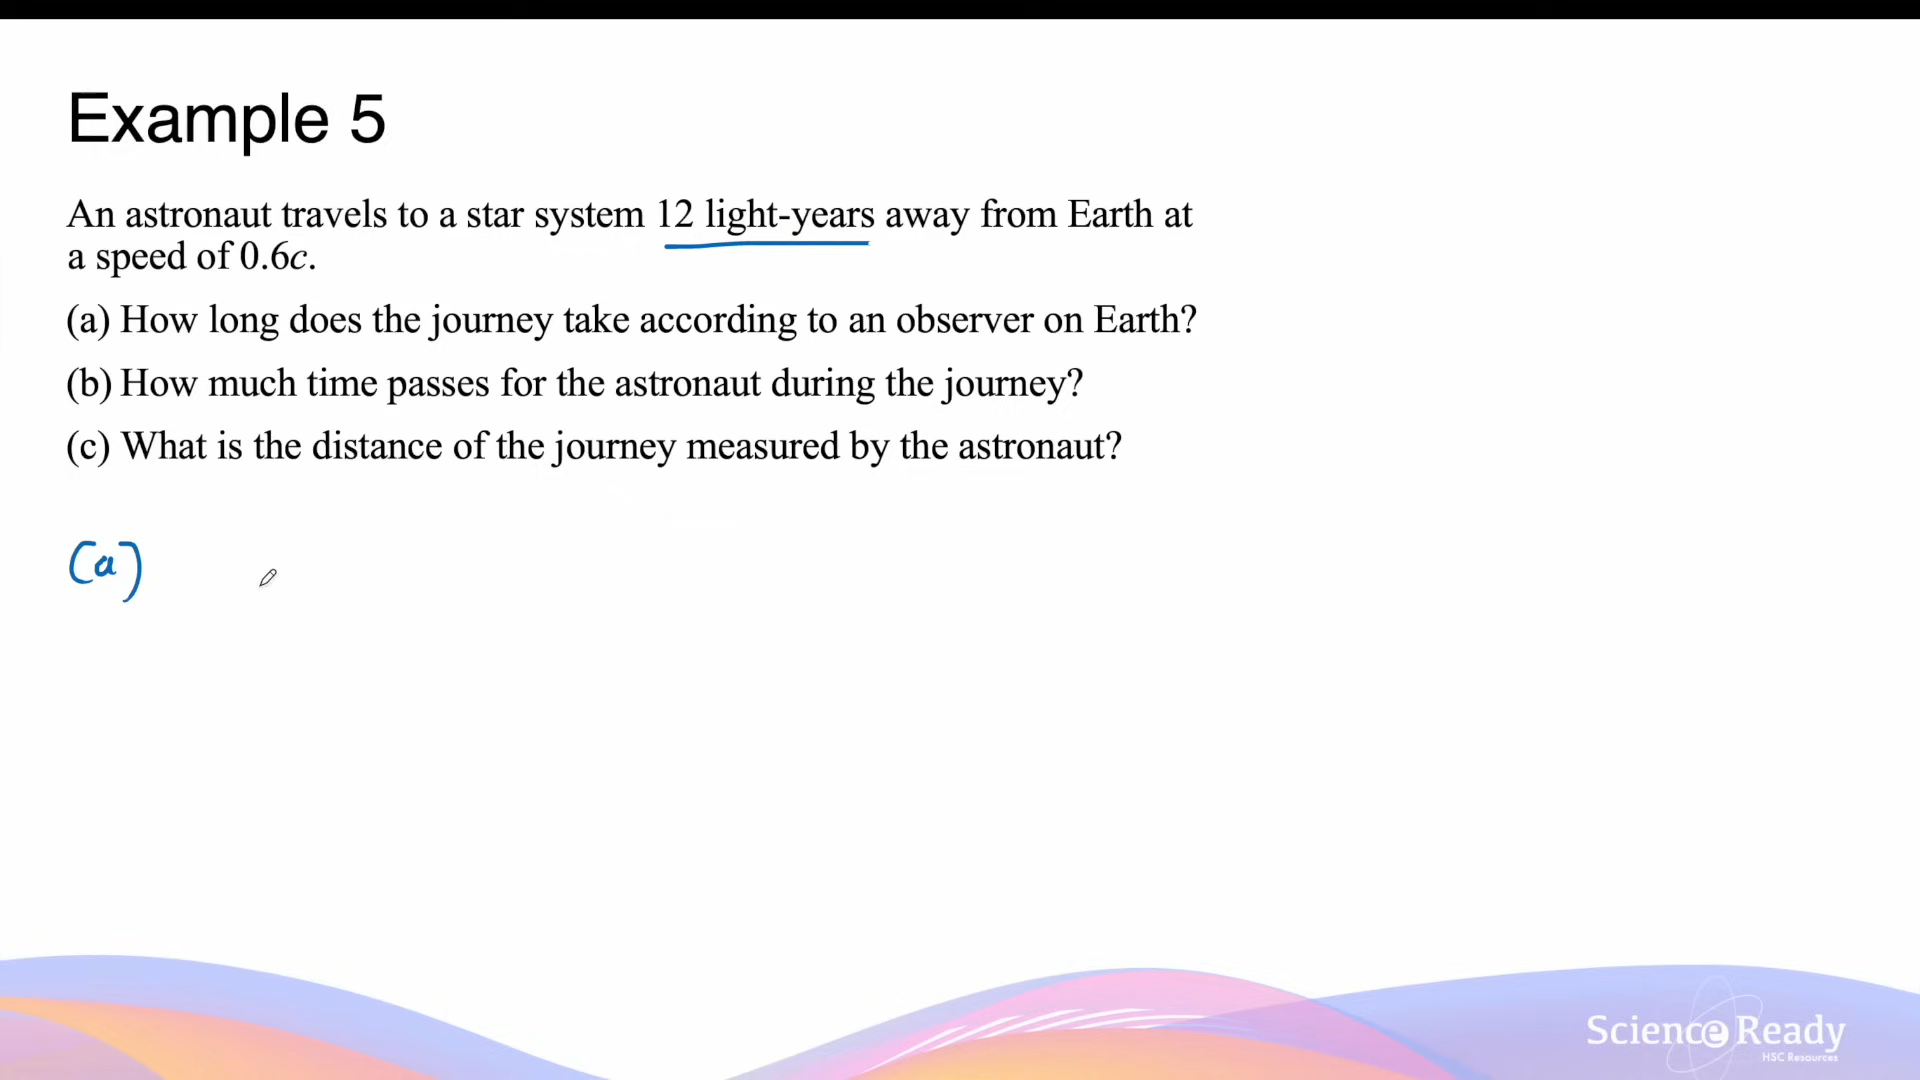 Example 5
An astronaut travels to a star system 12 light-years away from Earth at
a speed of 0.6c.
(a) How long does the journey take according to an observer on Earth?
(b) How much time passes for the astronaut during the journey?
(c) What is the distance of the journey measured by the astronaut?
(a)
Science Ready
HSC Resources